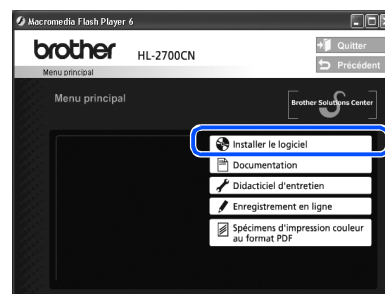 Macromedia Flash Player 6
brother
HL-2700CN
Quitter
Précédent
Menu principal
Menu principal
Brother Solutions Center
Installer le logiciel
Documentation
Didacticiel d'entretien
Enregistrement en ligne
Spécimens d'impression couleur
au format PDF